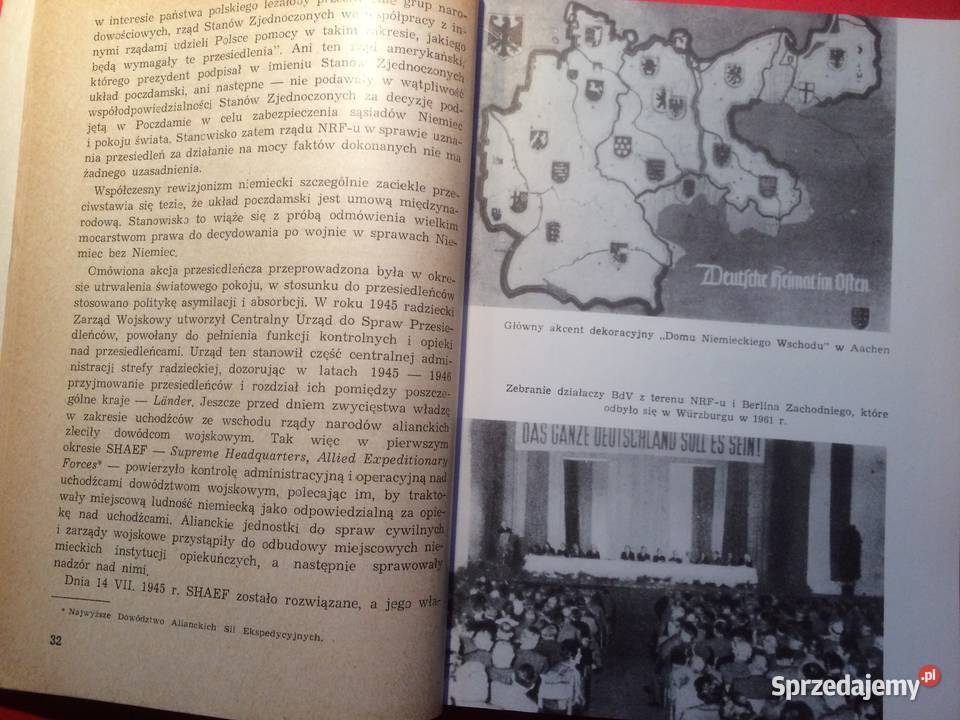 w interesie państwa polskiego leżałoby grup naro-
dowościowych, rząd Stanów Zjednoczonych we współpracy z in-
nymi rządami udzieli Polsce pomocy w takim zakresie, jakiego
będą wymagały te przesiedlenia". Ani ten rząd amerykański,
którego prezydent podpisał w imieniu Stanów Zjednoczonych
układ poczdamski, ani następne — nie podawały w wątpliwość
współodpowiedzialności Stanów Zjednoczonych za decyzję pod-
jętą w Poczdamie w celu zabezpieczenia sąsiadów Niemiec
i pokoju świata. Stanowisko zatem rządu NRF-u w sprawie uzna-
nia przesiedleń za działanie na mocy faktów dokonanych nie ma
żadnego uzasadnienia.
Współczesny rewizjonizm niemiecki szczególnie zaciekle prze-
ciwstawia się tezie, że układ poczdamski jest umową międzyna-
rodową. Stanowisko to wiąże się z próbą odmówienia wielkim
mocarstwom prawa do decydowania po wojnie w sprawach Nie-
miec bez Niemiec.
Omówiona akcja przesiedleńcza przeprowadzona była w okre-
sie utrwalenia światowego pokoju, w stosunku do przesiedleńców
stosowano politykę asymilacji i absorbcji. W roku 1945 radziecki
Zarząd Wojskowy utworzył Centralny Urząd do Spraw Przesie-
dleńców, powołany do pełnienia funkcji kontrolnych i opieki
nad przesiedleńcami. Urząd ten stanowił część centralnej admi-
nistracji strefy radzieckiej, dozorując w latach 1945 — 1946
przyjmowanie przesiedleńców i rozdział ich pomiędzy poszcze-
gólne kraje — Länder. Jeszcze przed dniem zwycięstwa władzę
w zakresie uchodźców ze wschodu rządy narodów alianckich
zleciły dowódcom wojskowym. Tak więc w pierwszym
okresie SHAEF — Supreme Headquarters, Allied Expeditionary
Forces* — powierzyło kontrolę administracyjną i operacyjną nad
uchodźcami dowództwom wojskowym, polecając im, by trakto-
wały miejscową ludność niemiecką jako odpowiedzialną za opie-
kę nad uchodźcami. Alianckie jednostki do spraw cywilnych
i zarządy wojskowe przystąpiły do odbudowy miejscowych nie-
mieckich instytucji opiekuńczych, a następnie sprawowały
nadzór nad nimi.
Dnia 14 VII. 1945 r. SHAEF zostało rozwiązane, a jego wła-
* Najwyższe Dowództwo Alianckich Sił Ekspedycyjnych.
32
Deutsche Heimat im Osten
Główny akcent dekoracyjny „Domu Niemieckiego Wschodu" w Aachen
Zebranie działaczy BdV z terenu NRF-u i Berlina Zachodniego, które
odbyło się w Würzburgu w 1961 r.
DAS GANZE DEUTSCHLAND SOLL ES SEIN!
Sprzedajemy.pl